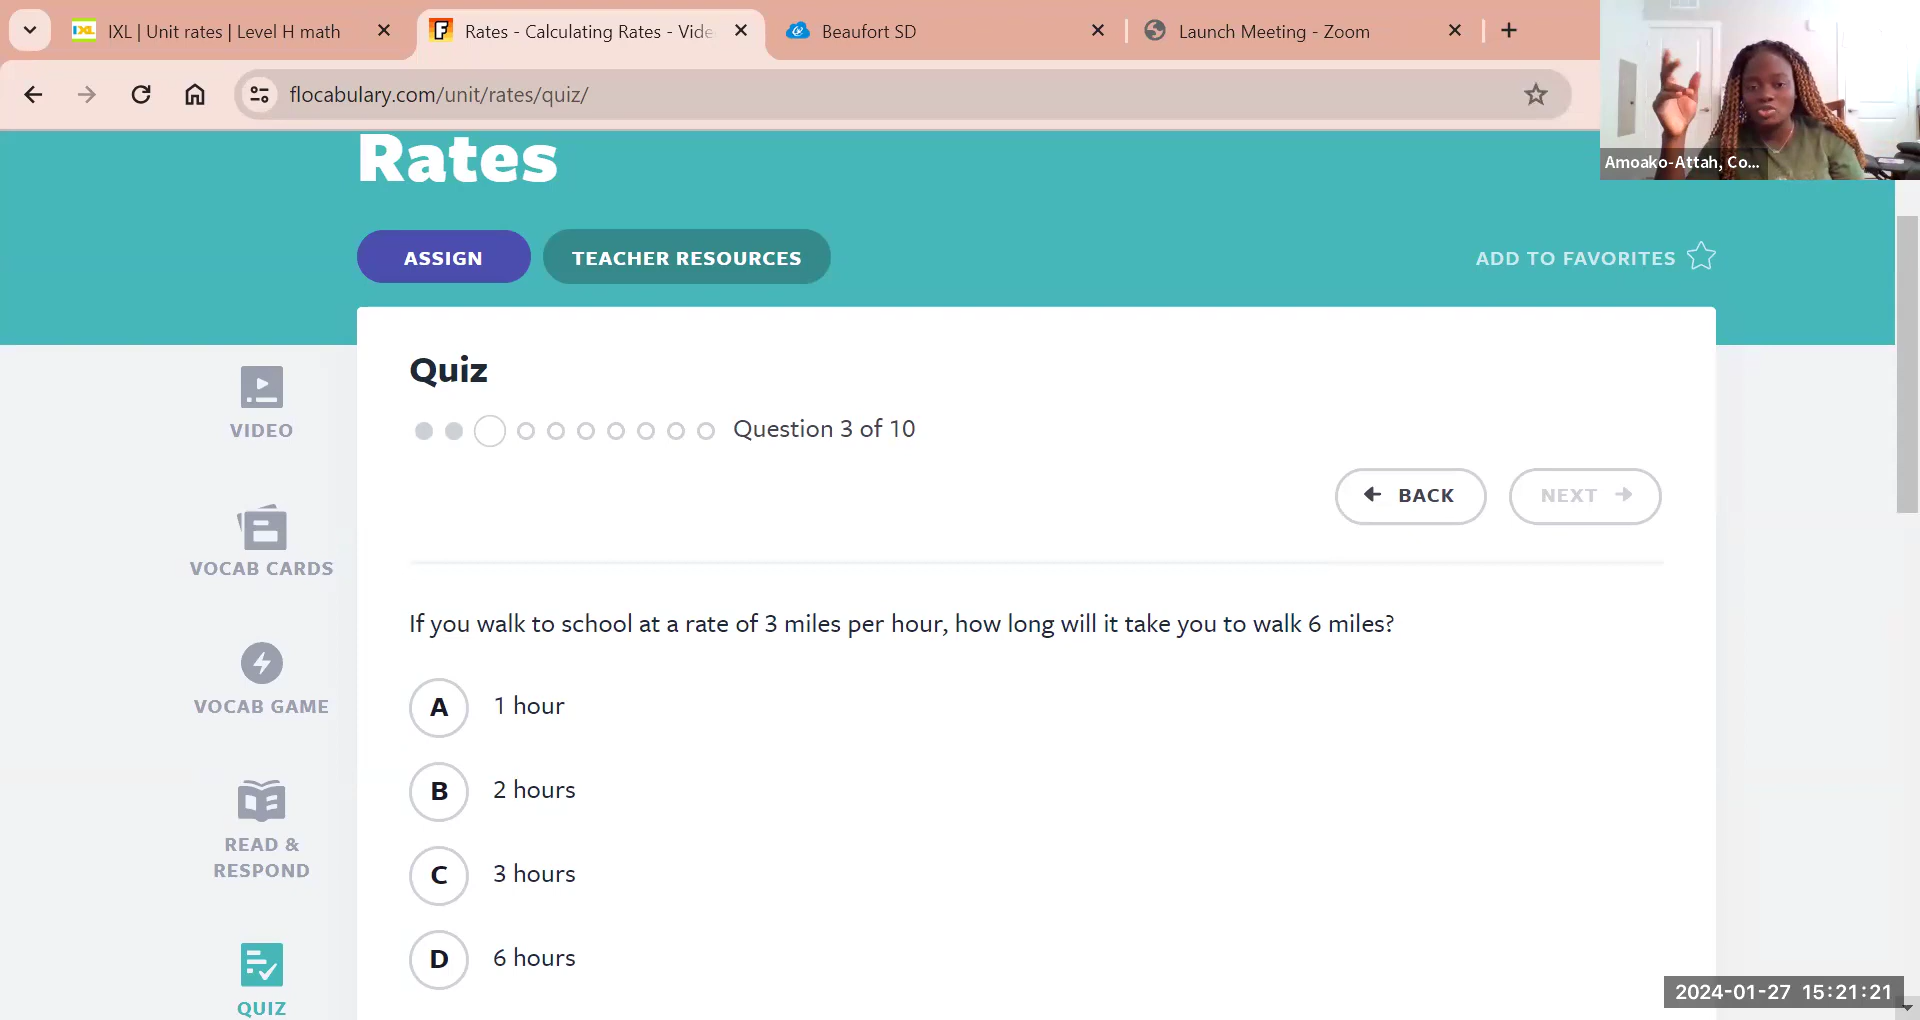 IXL | Unit rates | Level H math
Rates - Calculating Rates - Vide
Beaufort SD
Launch Meeting - Zoom
flocabulary.com/unit/rates/quiz/
Amoako-Attah, Co...
Rates
ASSIGN
TEACHER RESOURCES
ADD TO FAVORITES
Quiz
Question 3 of 10
BACK
NEXT
If you walk to school at a rate of 3 miles per hour, how long will it take you to walk 6 miles?
A 1 hour
B 2 hours
C 3 hours
D 6 hours
VIDEO
VOCAB CARDS
VOCAB GAME
READ &
RESPOND
QUIZ
2024-01-27 15:21:21